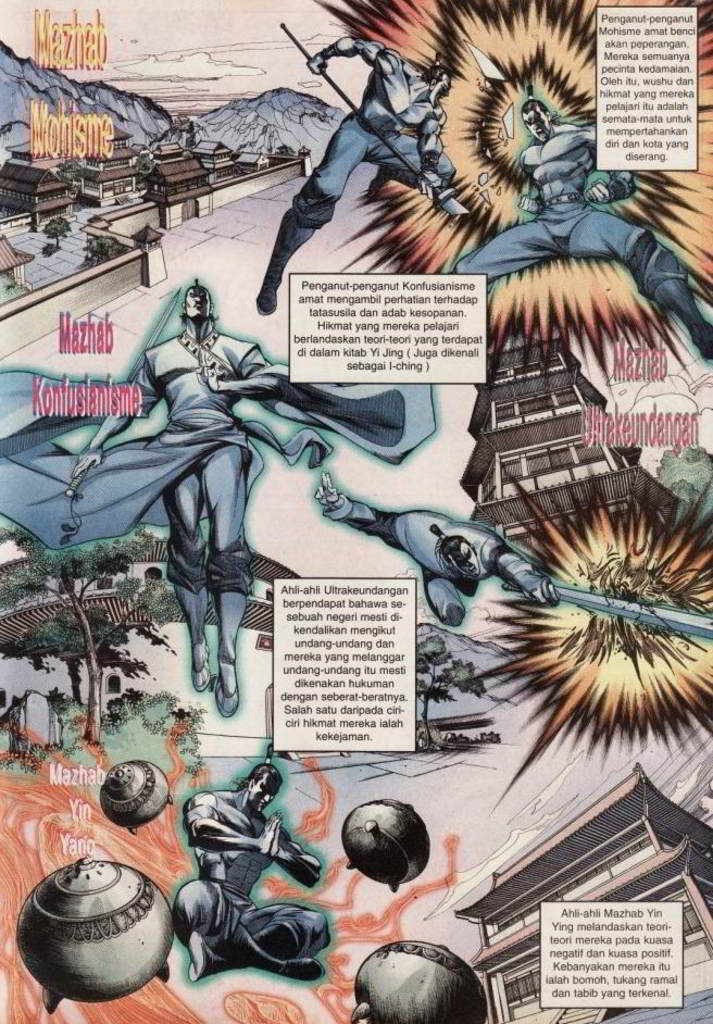 Mazhab
Mohisme
Penganut-penganut
Mohisme amat benci
akan peperangan.
Mereka semuanya
pecinta kedamaian.
Oleh itu, wushu dan
hikmat yang mereka
pelajari itu adalah
semata-mata untuk
mempertahankan
diri dan kota yang
diserang.
Mazhab
Konfusianisme
Penganut-penganut Konfusianisme
amat mengambil perhatian terhadap
tatasusila dan adab kesopanan.
Hikmat yang mereka pelajari
berlandaskan teori-teori yang terdapat
di dalam kitab Yi Jing ( Juga dikenali
sebagai I-ching )
Mazhab
Ultrakeundangan
Ahli-ahli Ultrakeundangan
berpendapat bahawa se-
sebuah negeri mesti di-
kendalikan mengikut
undang-undang dan
mereka yang melanggar
undang-undang itu mesti
dikenakan hukuman
dengan seberat-beratnya.
Salah satu daripada ciri-
ciri hikmat mereka ialah
kekejaman.
Mazhab
Yin
Yang
Ahli-ahli Mazhab Yin
Ying melandaskan teori-
teori mereka pada kuasa
negatif dan kuasa positif.
Kebanyakan mereka itu
ialah bomoh, tukang ramal
dan tabib yang terkenal.